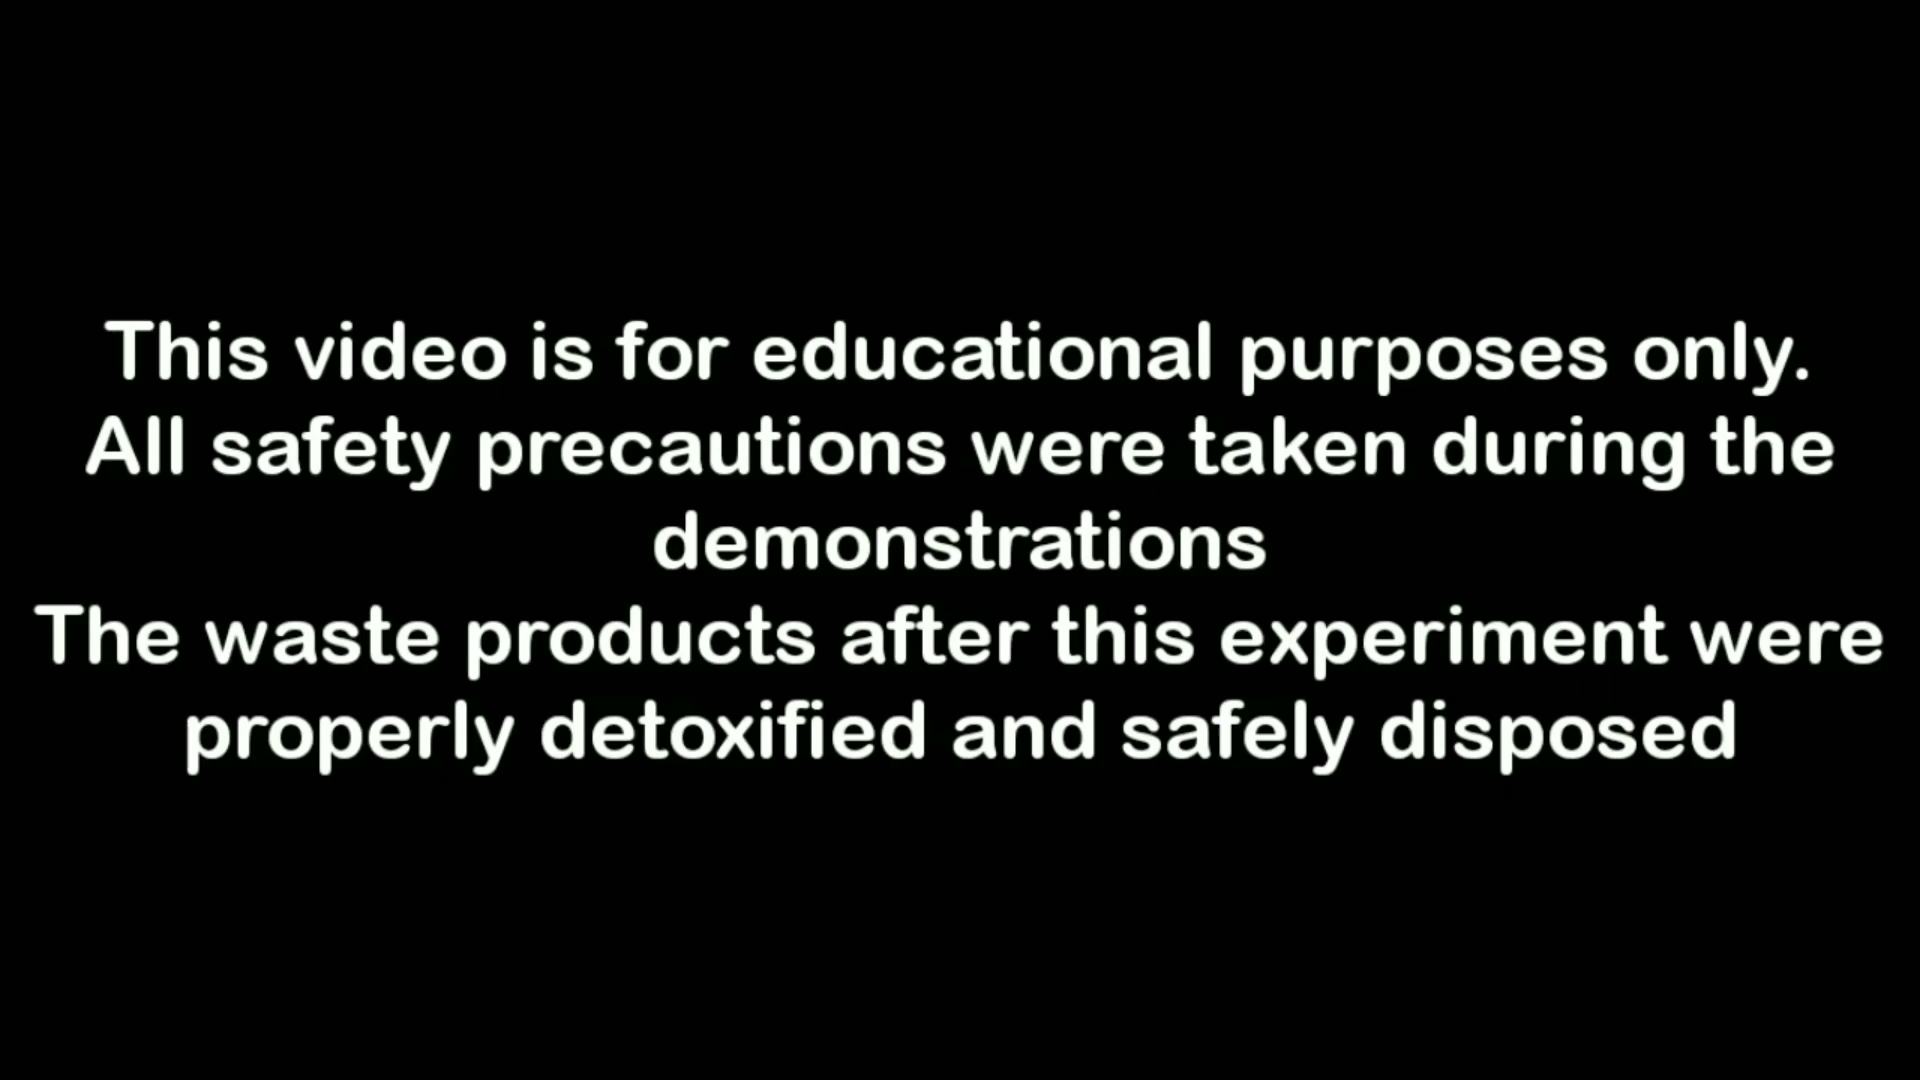 This video is for educational purposes only.
All safety precautions were taken during the
demonstrations
The waste products after this experiment were
properly detoxified and safely disposed